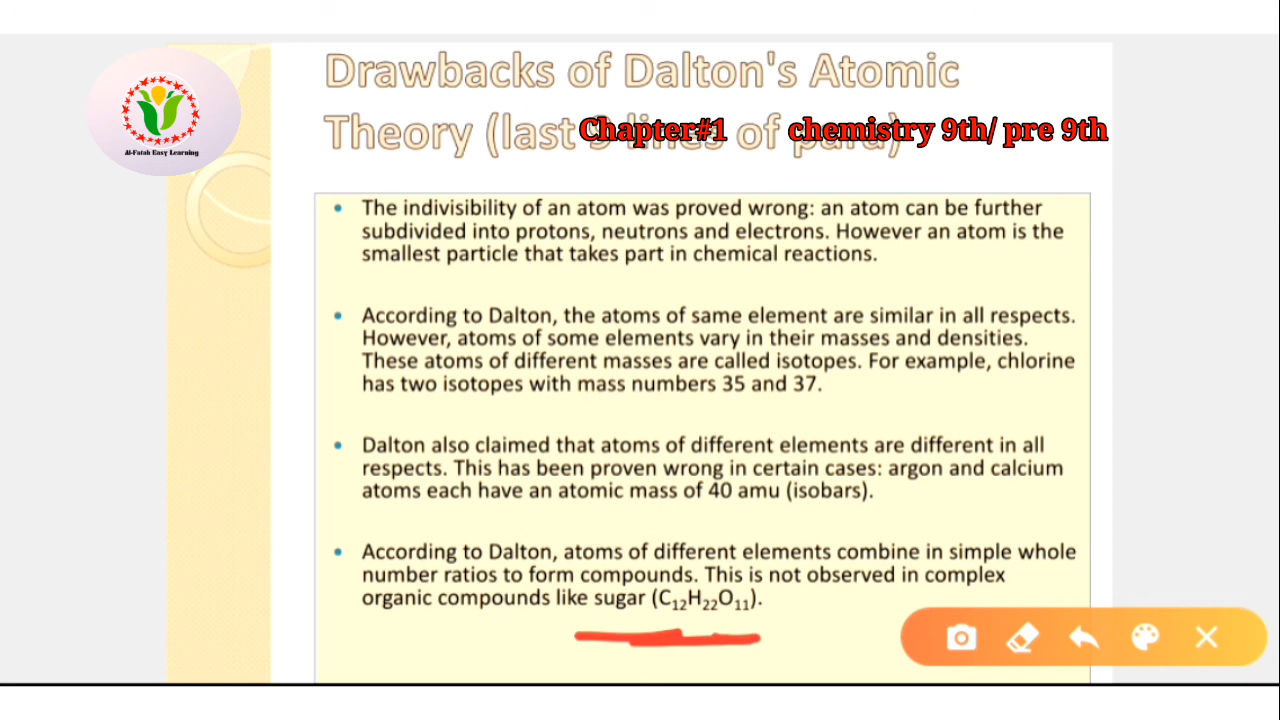 Drawbacks of Dalton's Atomic
Theory (last 3 lines of para)
Chapter#1 chemistry 9th/ pre 9th
Al-Fatah Easy Learning
• The indivisibility of an atom was proved wrong: an atom can be further
subdivided into protons, neutrons and electrons. However an atom is the
smallest particle that takes part in chemical reactions.
• According to Dalton, the atoms of same element are similar in all respects.
However, atoms of some elements vary in their masses and densities.
These atoms of different masses are called isotopes. For example, chlorine
has two isotopes with mass numbers 35 and 37.
• Dalton also claimed that atoms of different elements are different in all
respects. This has been proven wrong in certain cases: argon and calcium
atoms each have an atomic mass of 40 amu (isobars).
• According to Dalton, atoms of different elements combine in simple whole
number ratios to form compounds. This is not observed in complex
organic compounds like sugar (C₁₂H₂₂O₁₁).